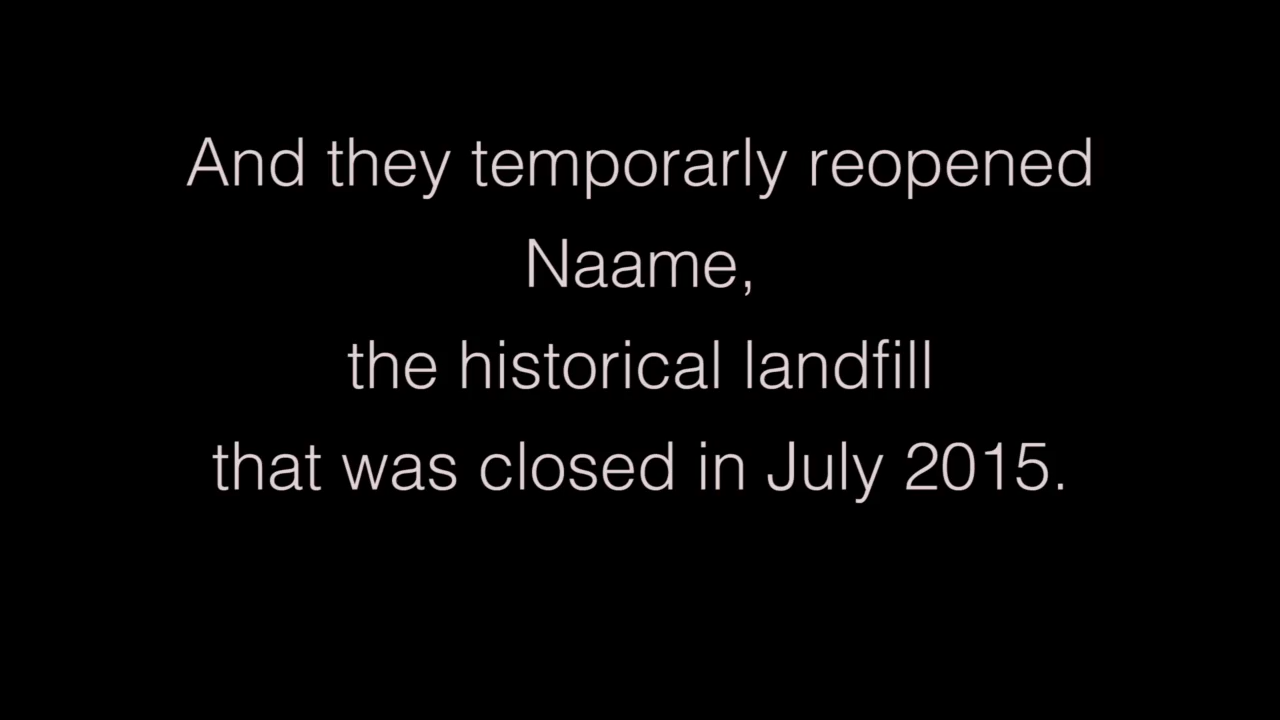 And they temporarly reopened
Naame,
the historical landfill
that was closed in July 2015.